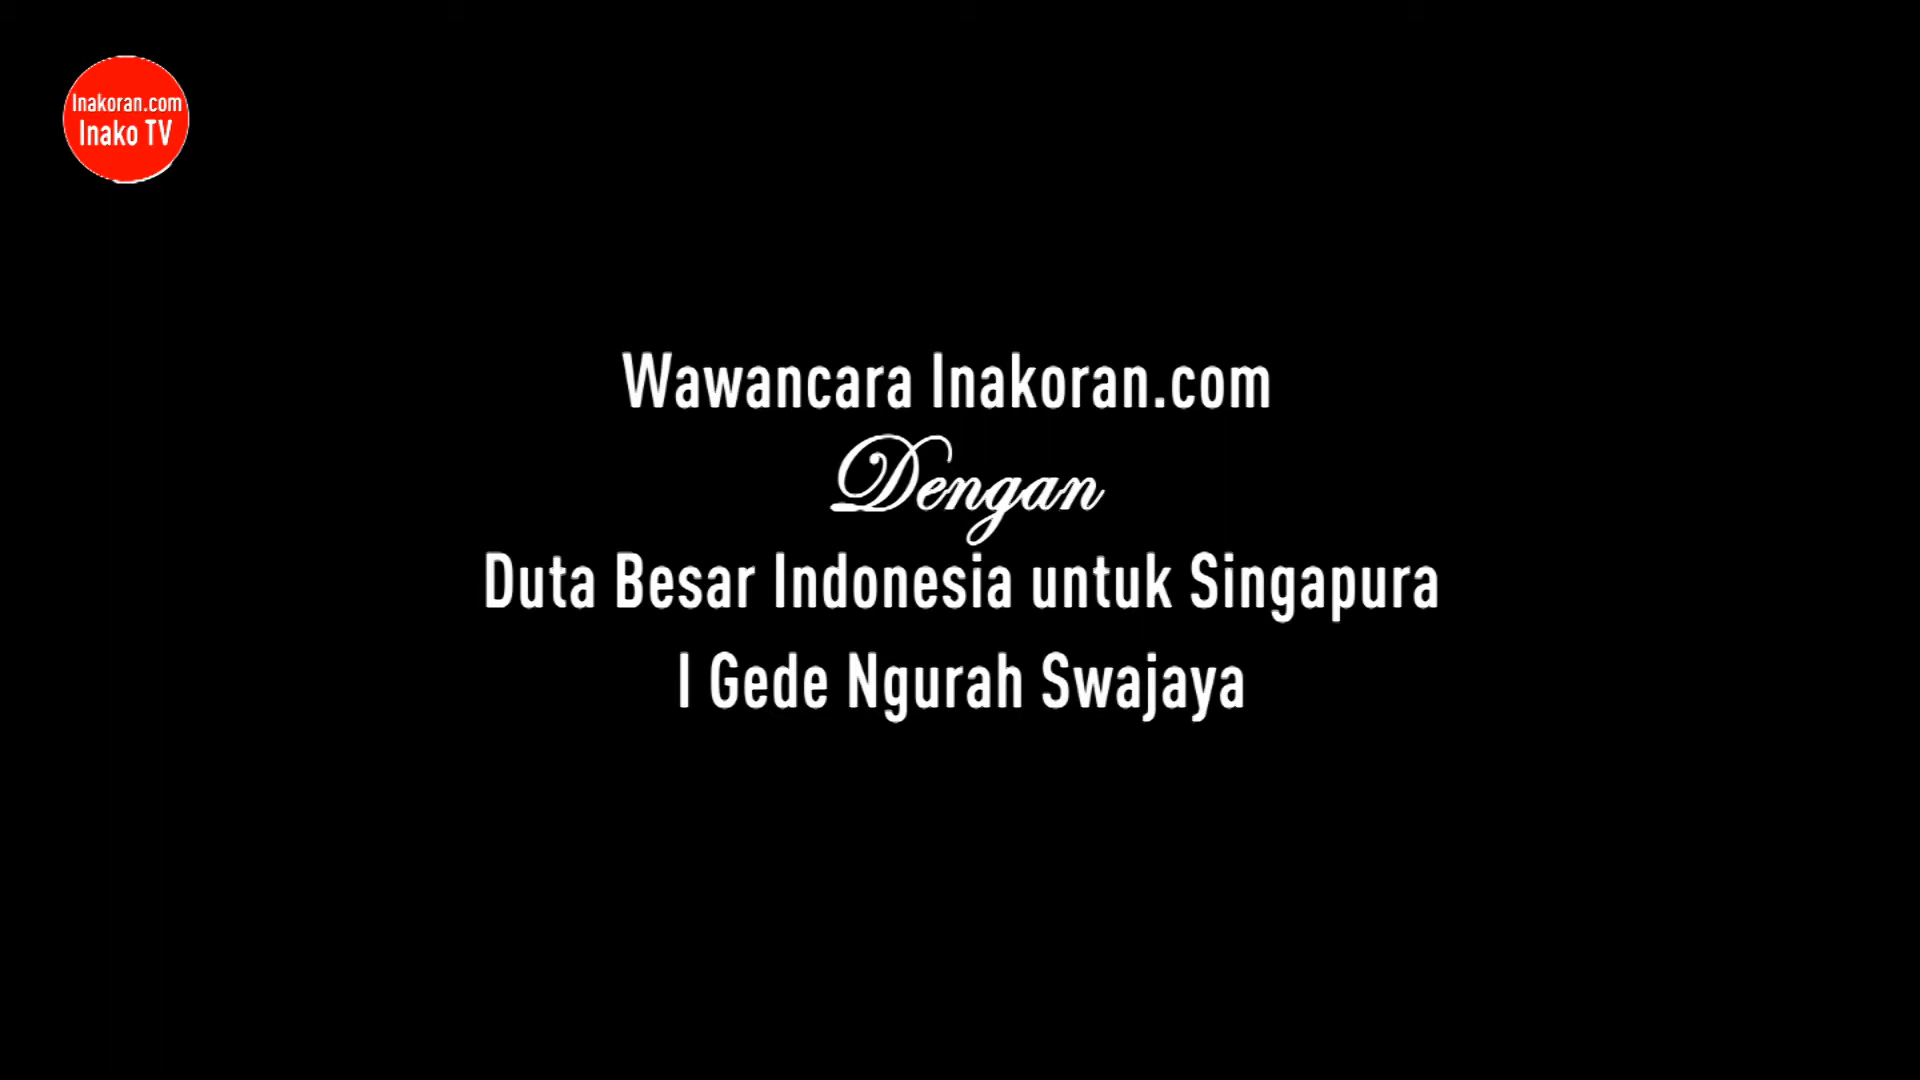 Inakoran.com
Inako TV
Wawancara Inakoran.com
Dengan
Duta Besar Indonesia untuk Singapura
I Gede Ngurah Swajaya